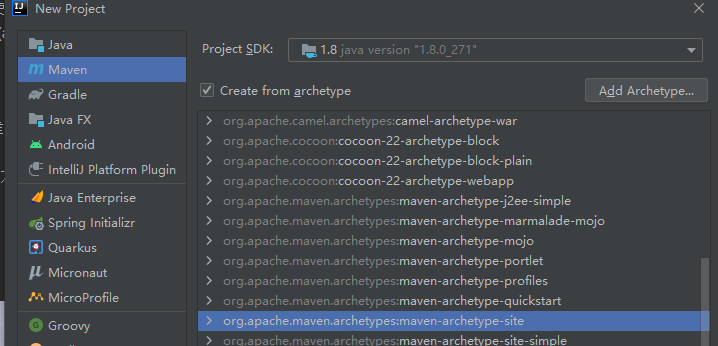 New Project
Java
Maven
Gradle
Java FX
Android
IntelliJ Platform Plugin
Java Enterprise
Spring Initializr
Quarkus
Micronaut
MicroProfile
Groovy
Project SDK: 1.8 java version "1.8.0_271"
Create from archetype Add Archetype...
org.apache.camel.archetypes:camel-archetype-war
org.apache.cocoon:cocoon-22-archetype-block
org.apache.cocoon:cocoon-22-archetype-block-plain
org.apache.cocoon:cocoon-22-archetype-webapp
org.apache.maven.archetypes:maven-archetype-j2ee-simple
org.apache.maven.archetypes:maven-archetype-marmalade-mojo
org.apache.maven.archetypes:maven-archetype-mojo
org.apache.maven.archetypes:maven-archetype-portlet
org.apache.maven.archetypes:maven-archetype-profiles
org.apache.maven.archetypes:maven-archetype-quickstart
org.apache.maven.archetypes:maven-archetype-site
org.apache.maven.archetypes:maven-archetype-site-simple